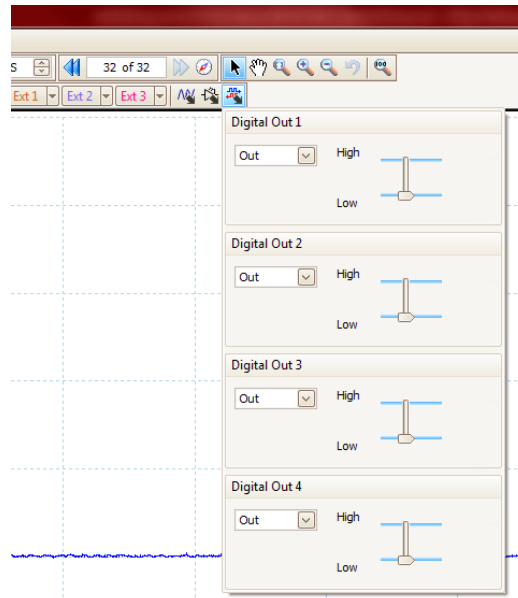 S 32 of 32
Ext 1 Ext 2 Ext 3
Digital Out 1
Out High
Low
Digital Out 2
Out High
Low
Digital Out 3
Out High
Low
Digital Out 4
Out High
Low